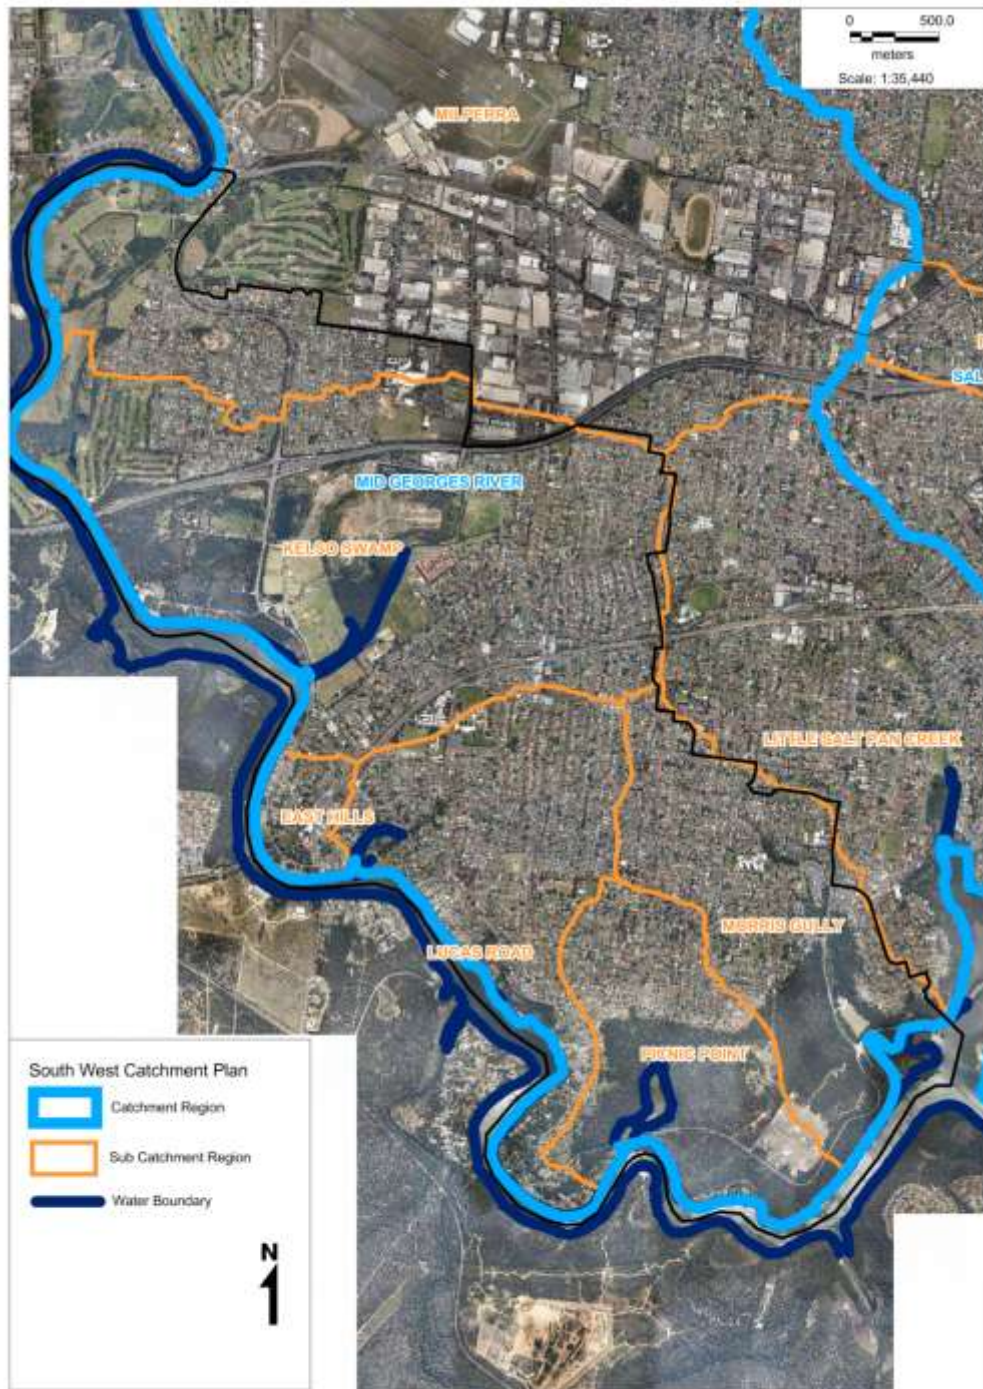 0 500.0
meters
Scale: 1:35,440
MILPERRA
SAL
MID GEORGES RIVER
KELSO SWAMP
LITTLE SALT PAN CREEK
EAST HILLS
MORRIS GULLY
LUCAS ROAD
PICNIC POINT
South West Catchment Plan
Catchment Region
Sub Catchment Region
Water Boundary
N